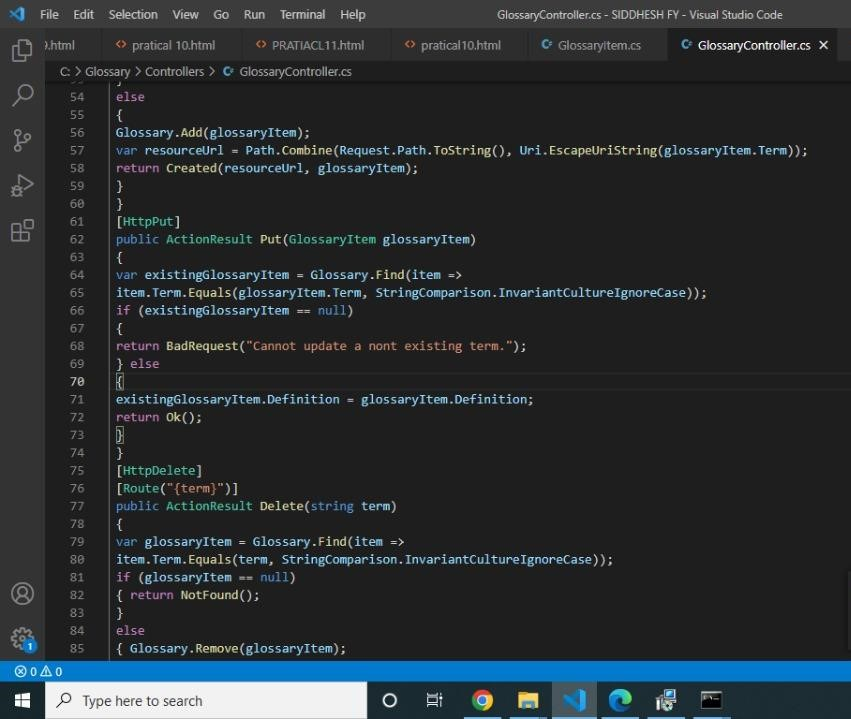 File Edit Selection View Go Run Terminal Help GlossaryController.cs - SIDDHESH FY - Visual Studio Code
9.html pratical 10.html PRATIACL11.html pratical10.html GlossaryItem.cs GlossaryController.cs
C: > Glossary > Controllers > GlossaryController.cs
54 else
55 {
56 Glossary.Add(glossaryItem);
57 var resourceUrl = Path.Combine(Request.Path.ToString(), Uri.EscapeUriString(glossaryItem.Term));
58 return Created(resourceUrl, glossaryItem);
59 }
60 }
61 [HttpPut]
62 public ActionResult Put(GlossaryItem glossaryItem)
63 {
64 var existingGlossaryItem = Glossary.Find(item =>
65 item.Term.Equals(glossaryItem.Term, StringComparison.InvariantCultureIgnoreCase));
66 if (existingGlossaryItem == null)
67 {
68 return BadRequest("Cannot update a nont existing term.");
69 } else
70 {
71 existingGlossaryItem.Definition = glossaryItem.Definition;
72 return Ok();
73 }
74 }
75 [HttpDelete]
76 [Route("{term}")]
77 public ActionResult Delete(string term)
78 {
79 var glossaryItem = Glossary.Find(item =>
80 item.Term.Equals(term, StringComparison.InvariantCultureIgnoreCase));
81 if (glossaryItem == null)
82 { return NotFound();
83 }
84 else
85 { Glossary.Remove(glossaryItem);
1
0 0
Type here to search